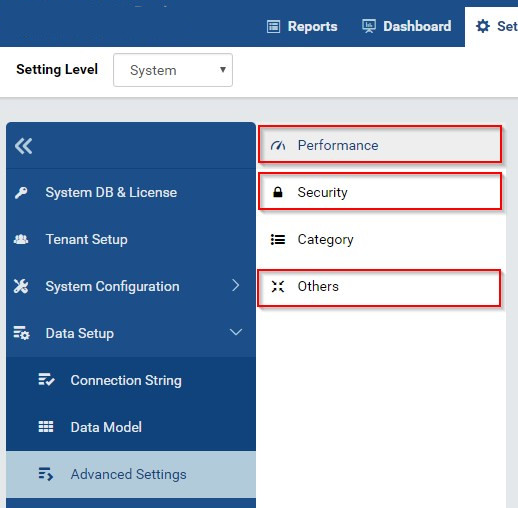 Reports
Dashboard
Set
Setting Level
System
System DB & License
Tenant Setup
System Configuration
Data Setup
Connection String
Data Model
Advanced Settings
Performance
Security
Category
Others